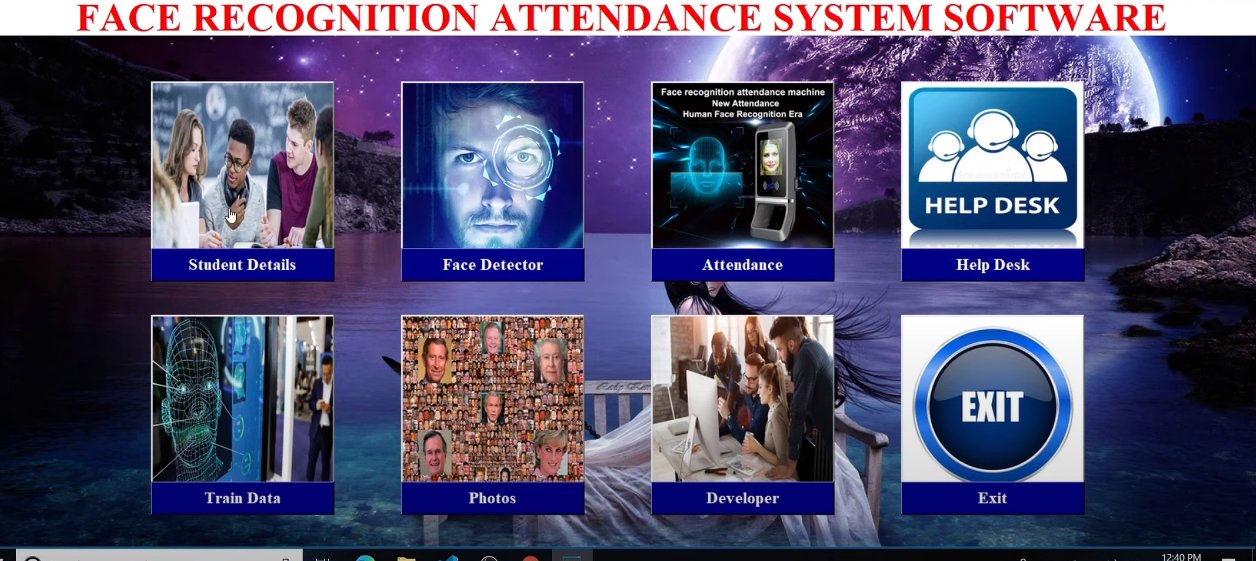 FACE RECOGNITION ATTENDANCE SYSTEM SOFTWARE
Face recognition attendance machine
New Attendance
Human Face Recognition Era
HELP DESK
Student Details
Face Detector
Attendance
Help Desk
EXIT
Train Data
Photos
Developer
Exit
12:40 PM